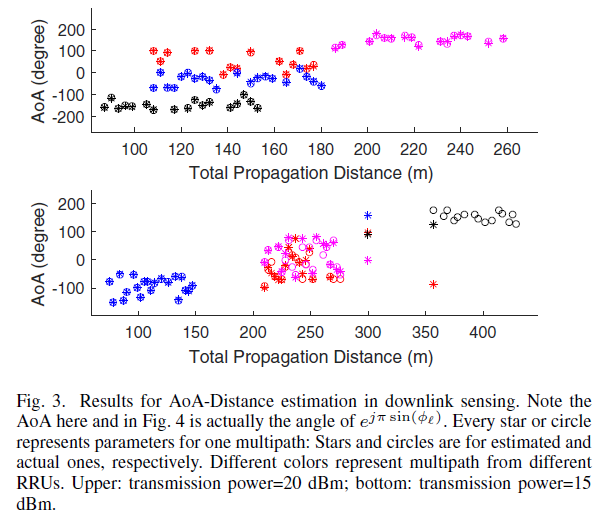 200
100
0
-100
-200
AoA (degree)
100 120 140 160 180 200 220 240 260
Total Propagation Distance (m)
200
100
0
-100
AoA (degree)
100 150 200 250 300 350 400
Total Propagation Distance (m)
Fig. 3. Results for AoA-Distance estimation in downlink sensing. Note the
AoA here and in Fig. 4 is actually the angle of e^{jπ sin(ϕ_ℓ)}. Every star or circle
represents parameters for one multipath: Stars and circles are for estimated and
actual ones, respectively. Different colors represent multipath from different
RRUs. Upper: transmission power=20 dBm; bottom: transmission power=15
dBm.